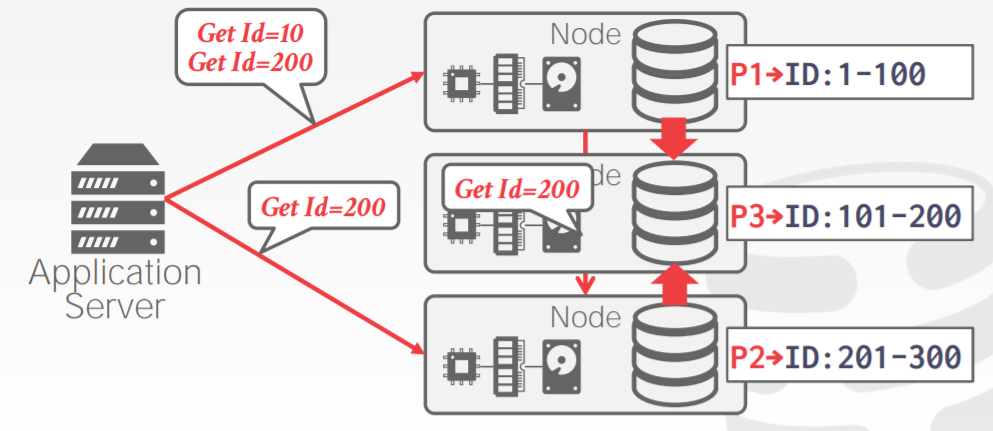 Get Id=10
Get Id=200
Node
P1→ID:1-100
Get Id=200
Get Id=200
de
P3→ID:101-200
Application
Server
Node
P2→ID:201-300